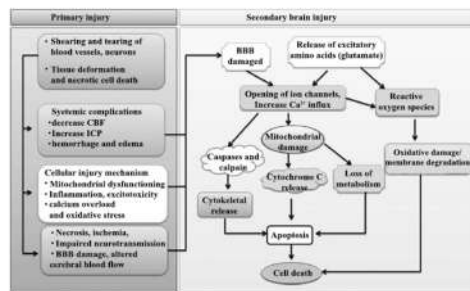 Primary injury
Secondary brain injury
• Shearing and tearing of
blood vessels, neurons
• Tissue deformation
and necrotic cell death
Systemic complications
•decrease CBF
•Increase ICP
•hemorrhage and edema
Cellular injury mechanism
• Mitochondrial dysfunctioning
• Inflammation, excitotoxicity
• calcium overload
and oxidative stress
• Necrosis, ischemia,
• Impaired neurotransmission
• BBB damage, altered
cerebral blood flow
BBB
damaged
Release of excitatory
amino acids (glutamate)
Opening of ion channels,
Increase Ca²⁺ influx
Reactive
oxygen species
Caspases and
calpain
Mitochondrial
damage
Oxidative damage/
membrane degradation
Cytokeletal
release
Cytochrome C
release
Loss of
metabolism
Apoptosis
Cell death